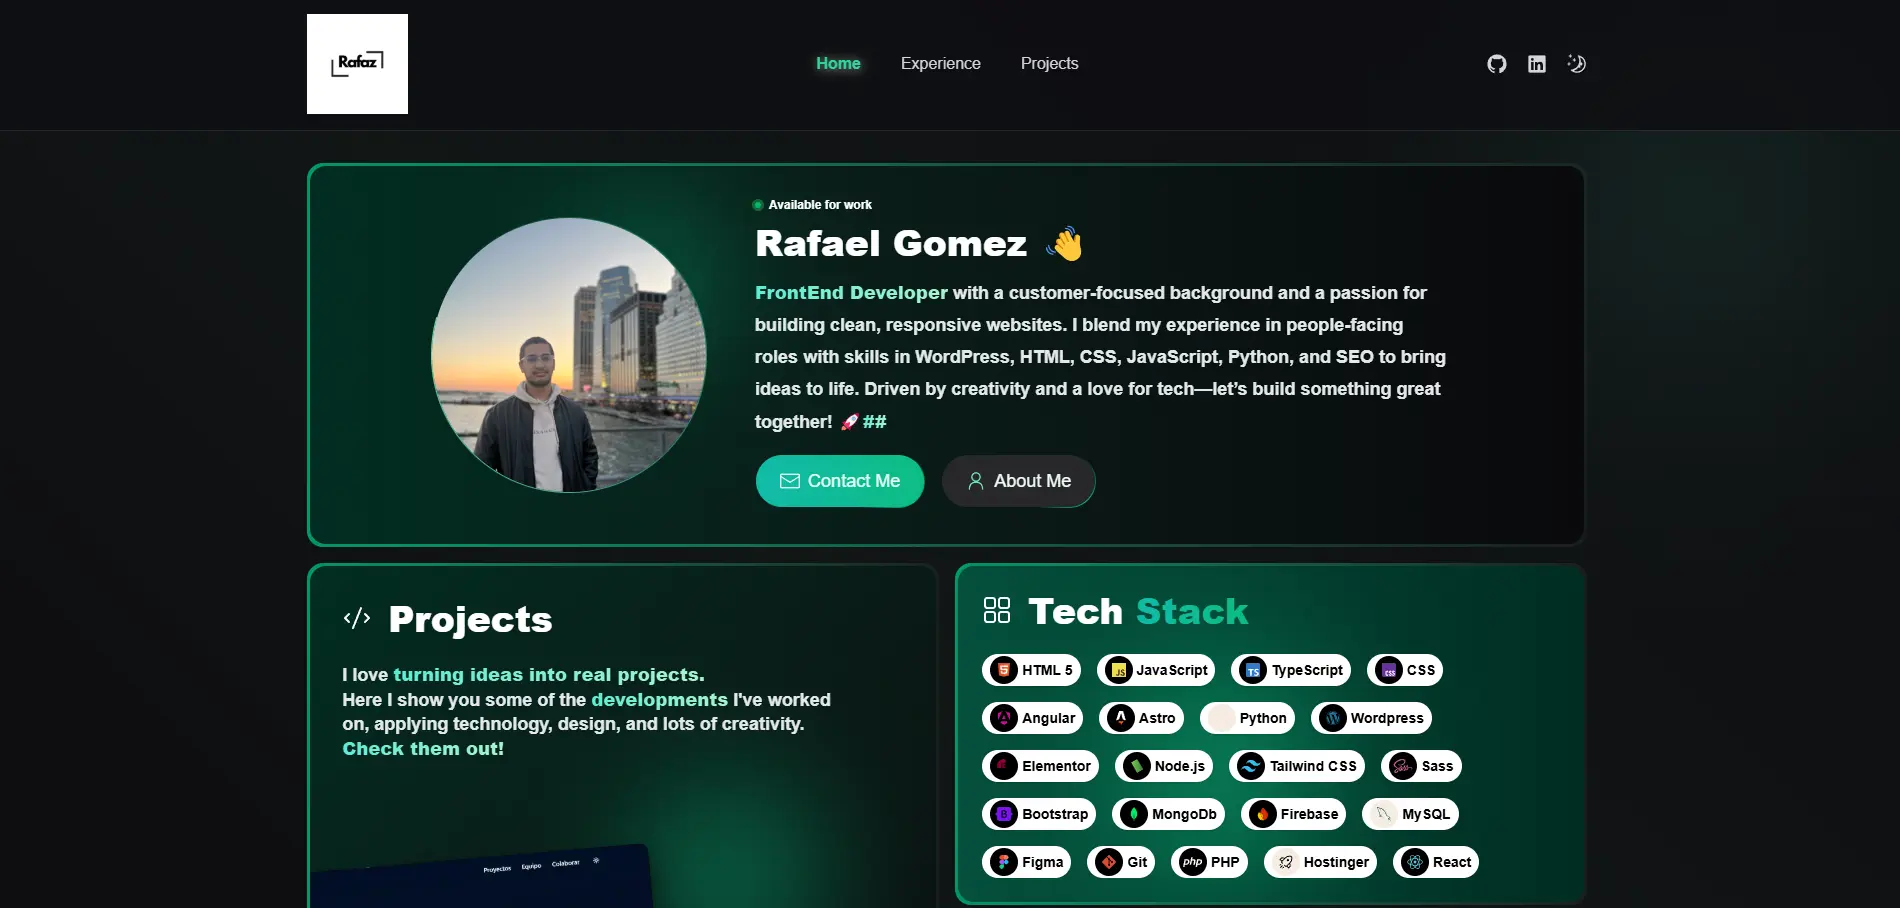 Rafaz
Home Experience Projects
Available for work
Rafael Gomez 👋
FrontEnd Developer with a customer-focused background and a passion for
building clean, responsive websites. I blend my experience in people-facing
roles with skills in WordPress, HTML, CSS, JavaScript, Python, and SEO to bring
ideas to life. Driven by creativity and a love for tech—let’s build something great
together! 🚀##
Contact Me About Me
</> Projects
I love turning ideas into real projects.
Here I show you some of the developments I've worked
on, applying technology, design, and lots of creativity.
Check them out!
Proyectos Equipo Colaborar
Tech Stack
HTML 5 JS JavaScript TS TypeScript CSS CSS
Angular Astro Python Wordpress
Elementor Node.js Tailwind CSS Sass Sass
B Bootstrap MongoDb Firebase MySQL
Figma Git php PHP Hostinger React